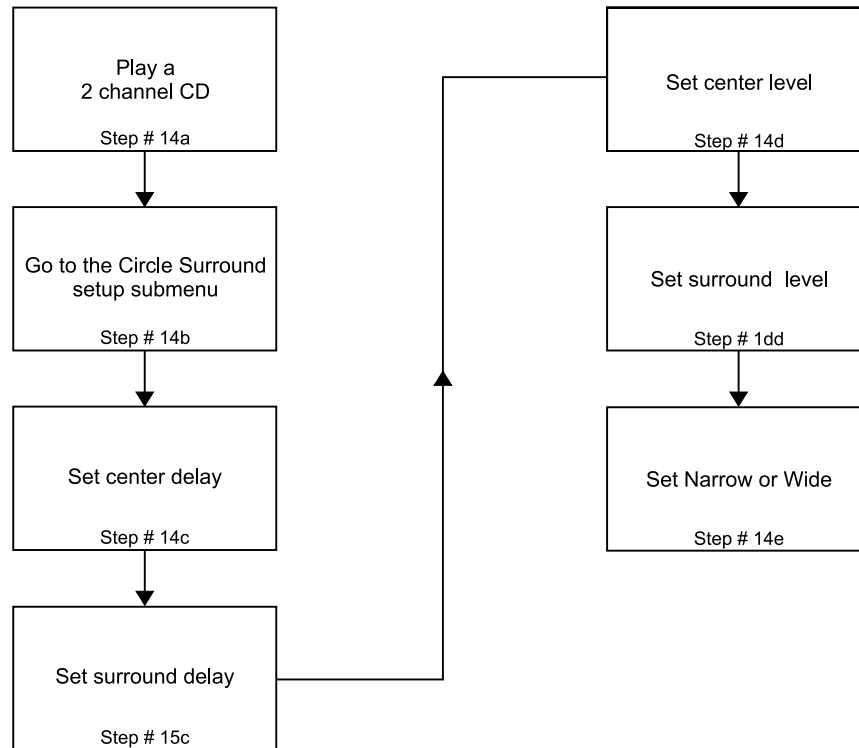 Play a
2 channel CD
Step # 14a
Go to the Circle Surround
setup submenu
Step # 14b
Set center delay
Step # 14c
Set surround delay
Step # 15c
Set center level
Step # 14d
Set surround  level
Step # 1dd
Set Narrow or Wide
Step # 14e